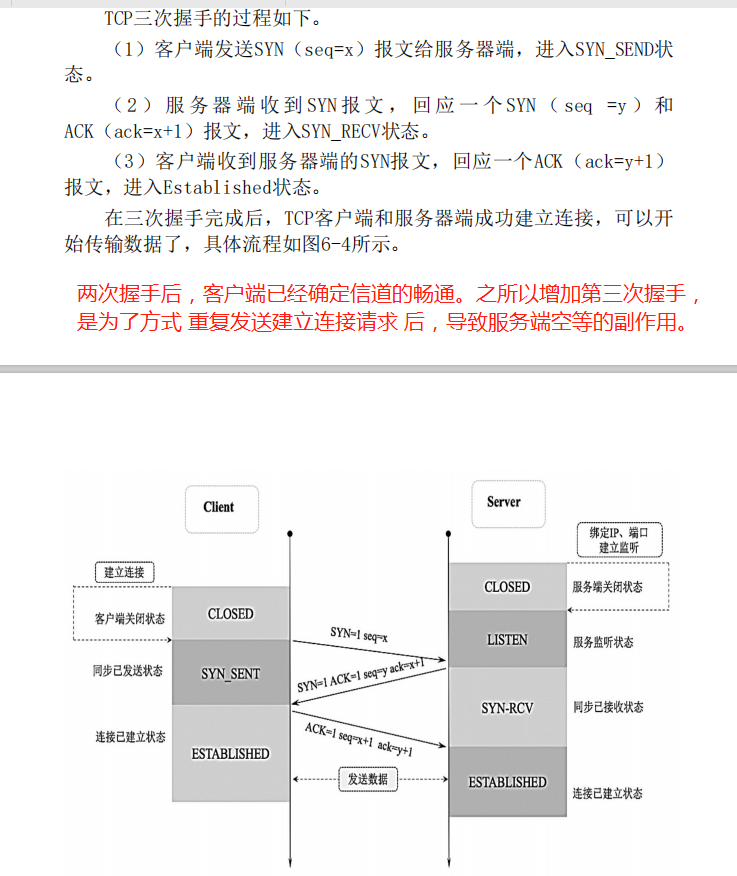 TCP三次握手的过程如下。
（1）客户端发送SYN（seq=x）报文给服务器端，进入SYN_SEND状
态。
（2）服务器端收到SYN报文，回应一个SYN（seq =y）和
ACK（ack=x+1）报文，进入SYN_RECV状态。
（3）客户端收到服务器端的SYN报文，回应一个ACK（ack=y+1）
报文，进入Established状态。
在三次握手完成后，TCP客户端和服务器端成功建立连接，可以开
始传输数据了，具体流程如图6-4所示。
两次握手后，客户端已经确定信道的畅通。之所以增加第三次握手，
是为了方式 重复发送建立连接请求 后，导致服务端空等的副作用。
Client
Server
绑定IP、端口
建立监听
建立连接
CLOSED
服务端关闭状态
客户端关闭状态
CLOSED
SYN=1 seq=x
LISTEN
服务监听状态
同步已发送状态
SYN_SENT
SYN=1 ACK=1 seq=y ack=x+1
SYN-RCV
同步已接收状态
连接已建立状态
ESTABLISHED
ACK=1 seq=x+1 ack=y+1
发送数据
ESTABLISHED
连接已建立状态